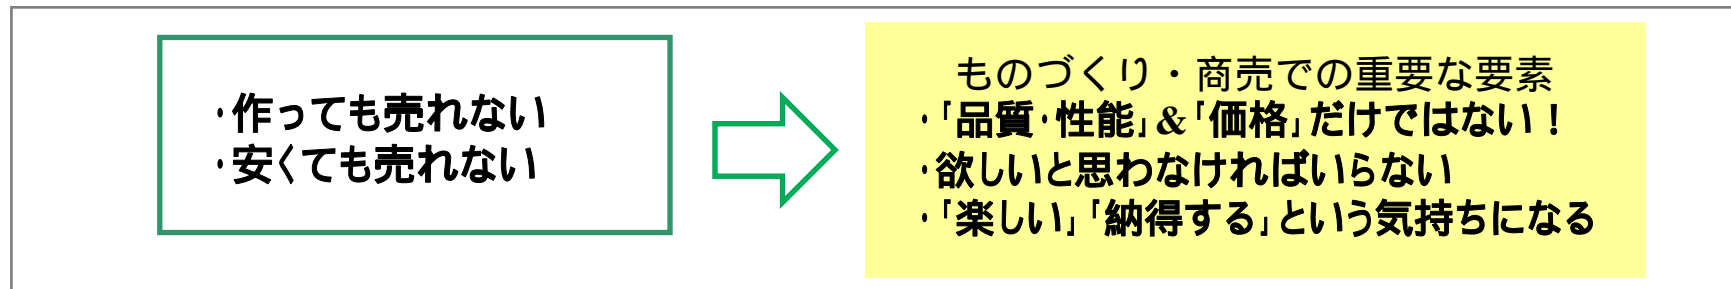 ・作っても売れない
・安くても売れない
ものづくり・商売での重要な要素
・「品質・性能」&「価格」だけではない！
・欲しいと思わなければいらない
・「楽しい」「納得する」という気持ちになる